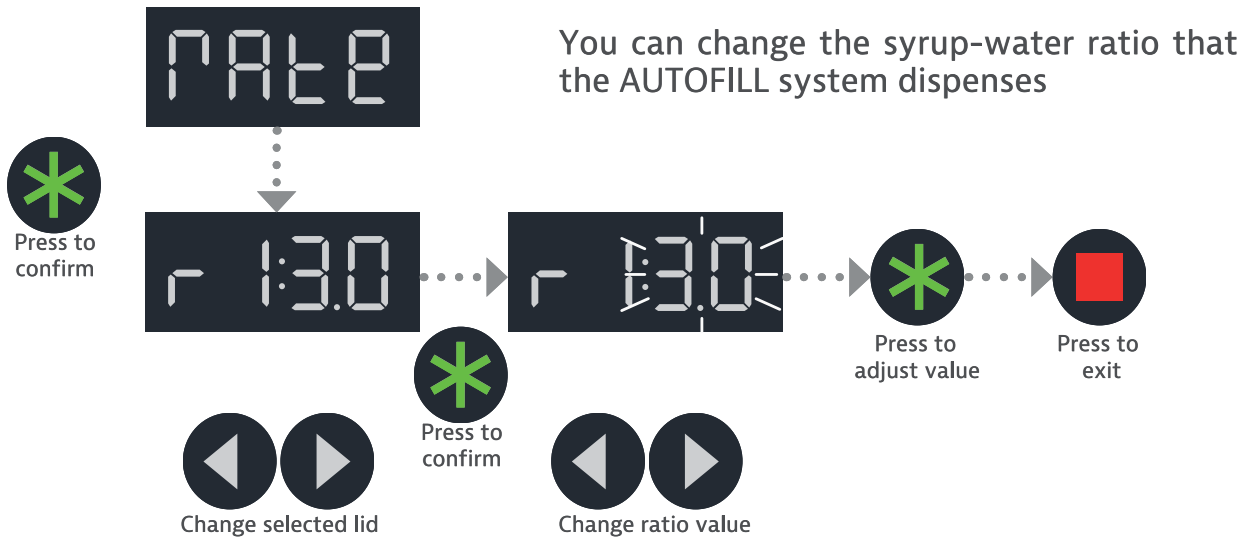 rAtE
You can change the syrup-water ratio that
the AUTOFILL system dispenses
Press to
confirm
r 1:3.0
r 1:3.0
Press to
adjust value
Press to
exit
Press to
confirm
Change selected lid
Change ratio value